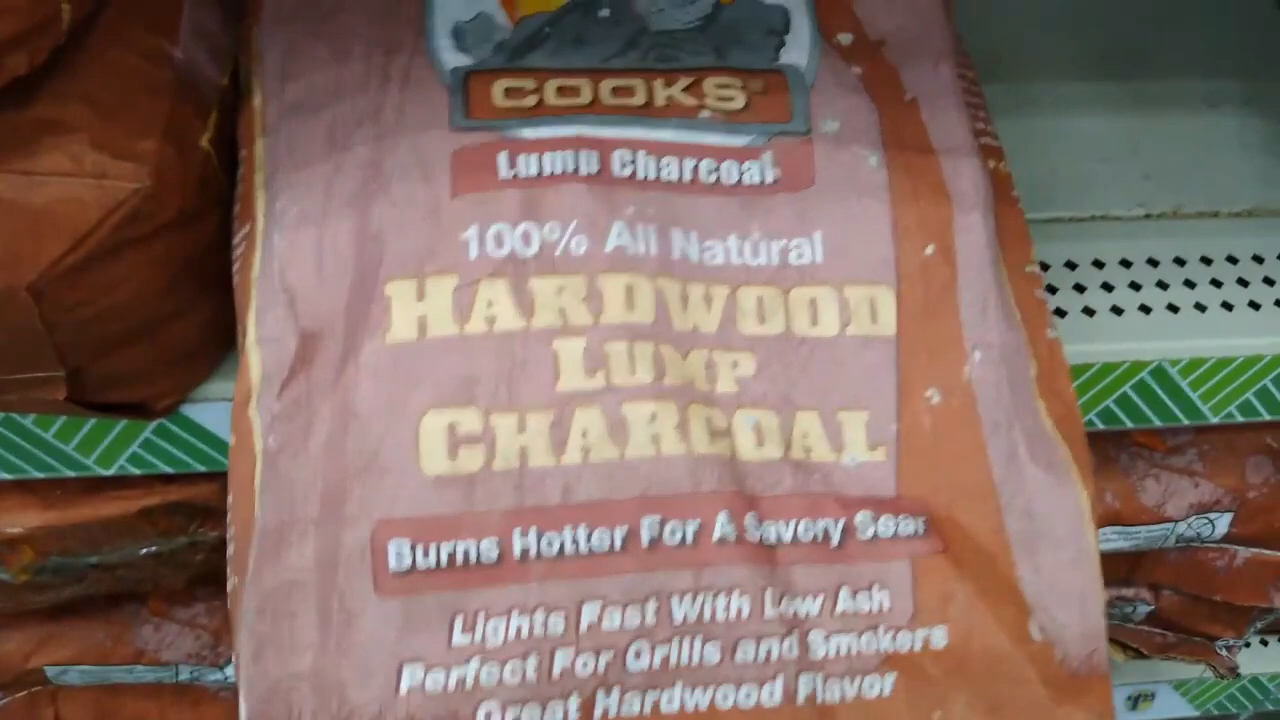 COOKS®
Lump Charcoal
100% All Natural
HARDWOOD
LUMP
CHARCOAL
Burns Hotter For A Savory Sear
Lights Fast With Low Ash
Perfect For Grills and Smokers
Great Hardwood Flavor